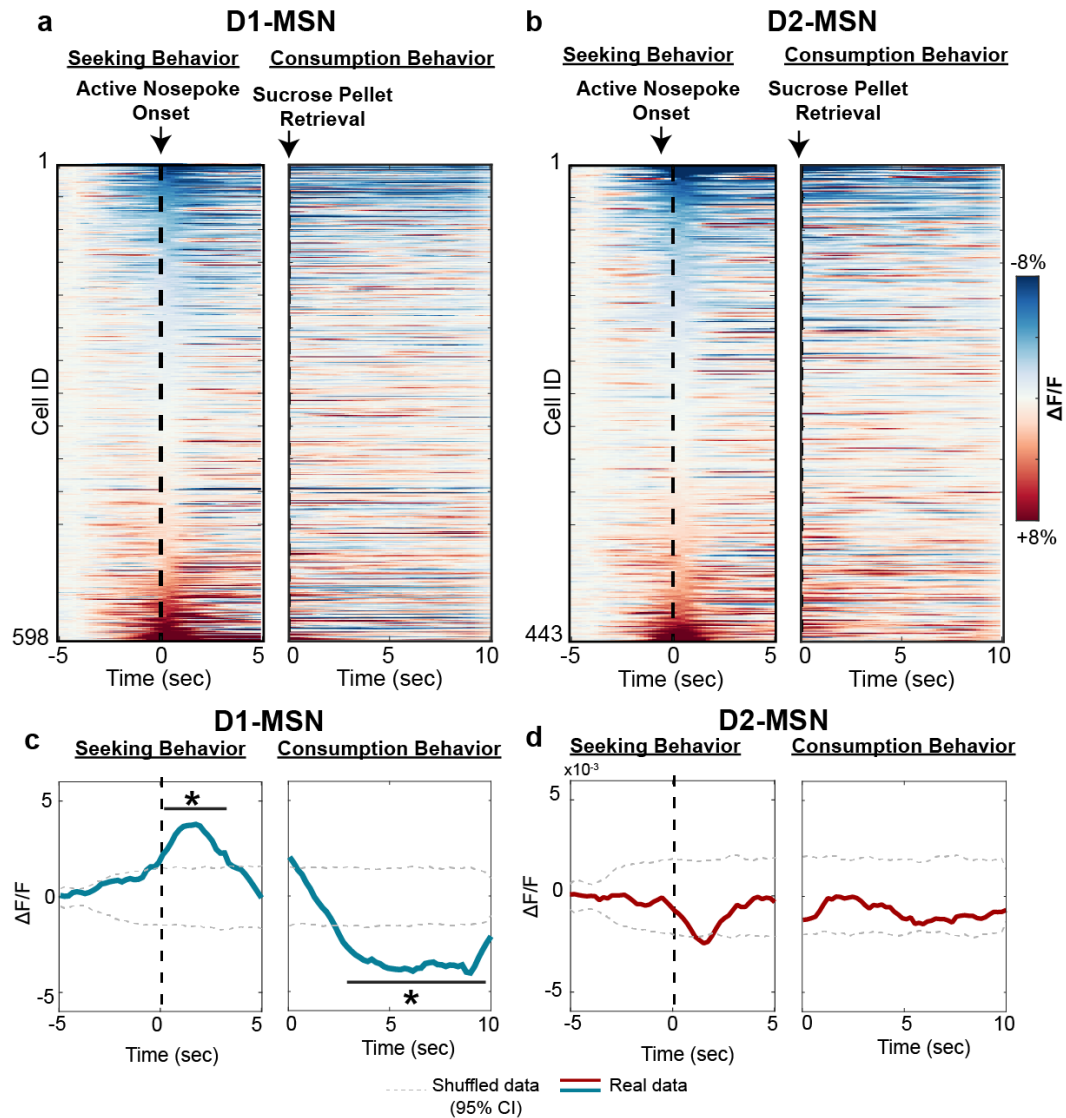 a
D1-MSN
Seeking Behavior
Consumption Behavior
Active Nosepoke
Onset
Sucrose Pellet
Retrieval
1
Cell ID
598
-5
0
5
Time (sec)
0
5
10
Time (sec)
b
D2-MSN
Seeking Behavior
Consumption Behavior
Active Nosepoke
Onset
Sucrose Pellet
Retrieval
1
Cell ID
443
-5
0
5
Time (sec)
0
5
10
Time (sec)
-8%
ΔF/F
+8%
c
D1-MSN
Seeking Behavior
Consumption Behavior
5
0
-5
ΔF/F
*
-5
0
5
Time (sec)
*
0
5
10
Time (sec)
d
D2-MSN
Seeking Behavior
Consumption Behavior
x10-3
5
0
-5
ΔF/F
-5
0
5
Time (sec)
0
5
10
Time (sec)
Shuffled data
(95% CI)
Real data